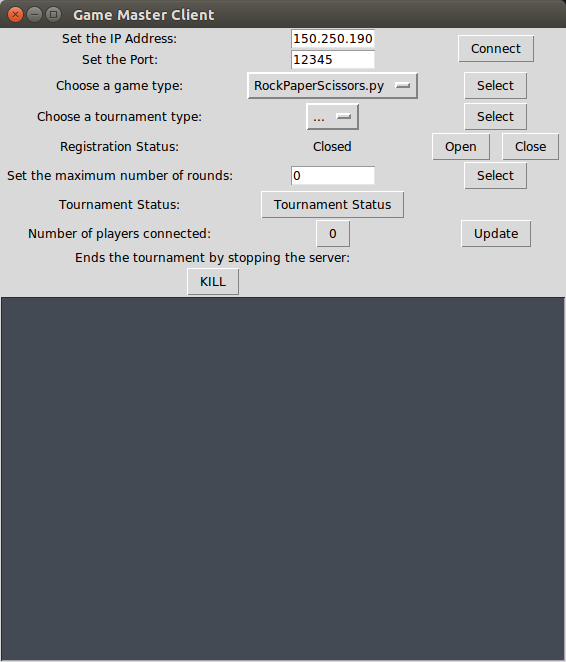 Game Master Client
Set the IP Address: 150.250.190 Connect
Set the Port: 12345
Choose a game type: RockPaperScissors.py Select
Choose a tournament type: ... Select
Registration Status: Closed Open Close
Set the maximum number of rounds: 0 Select
Tournament Status: Tournament Status
Number of players connected: 0 Update
Ends the tournament by stopping the server:
KILL